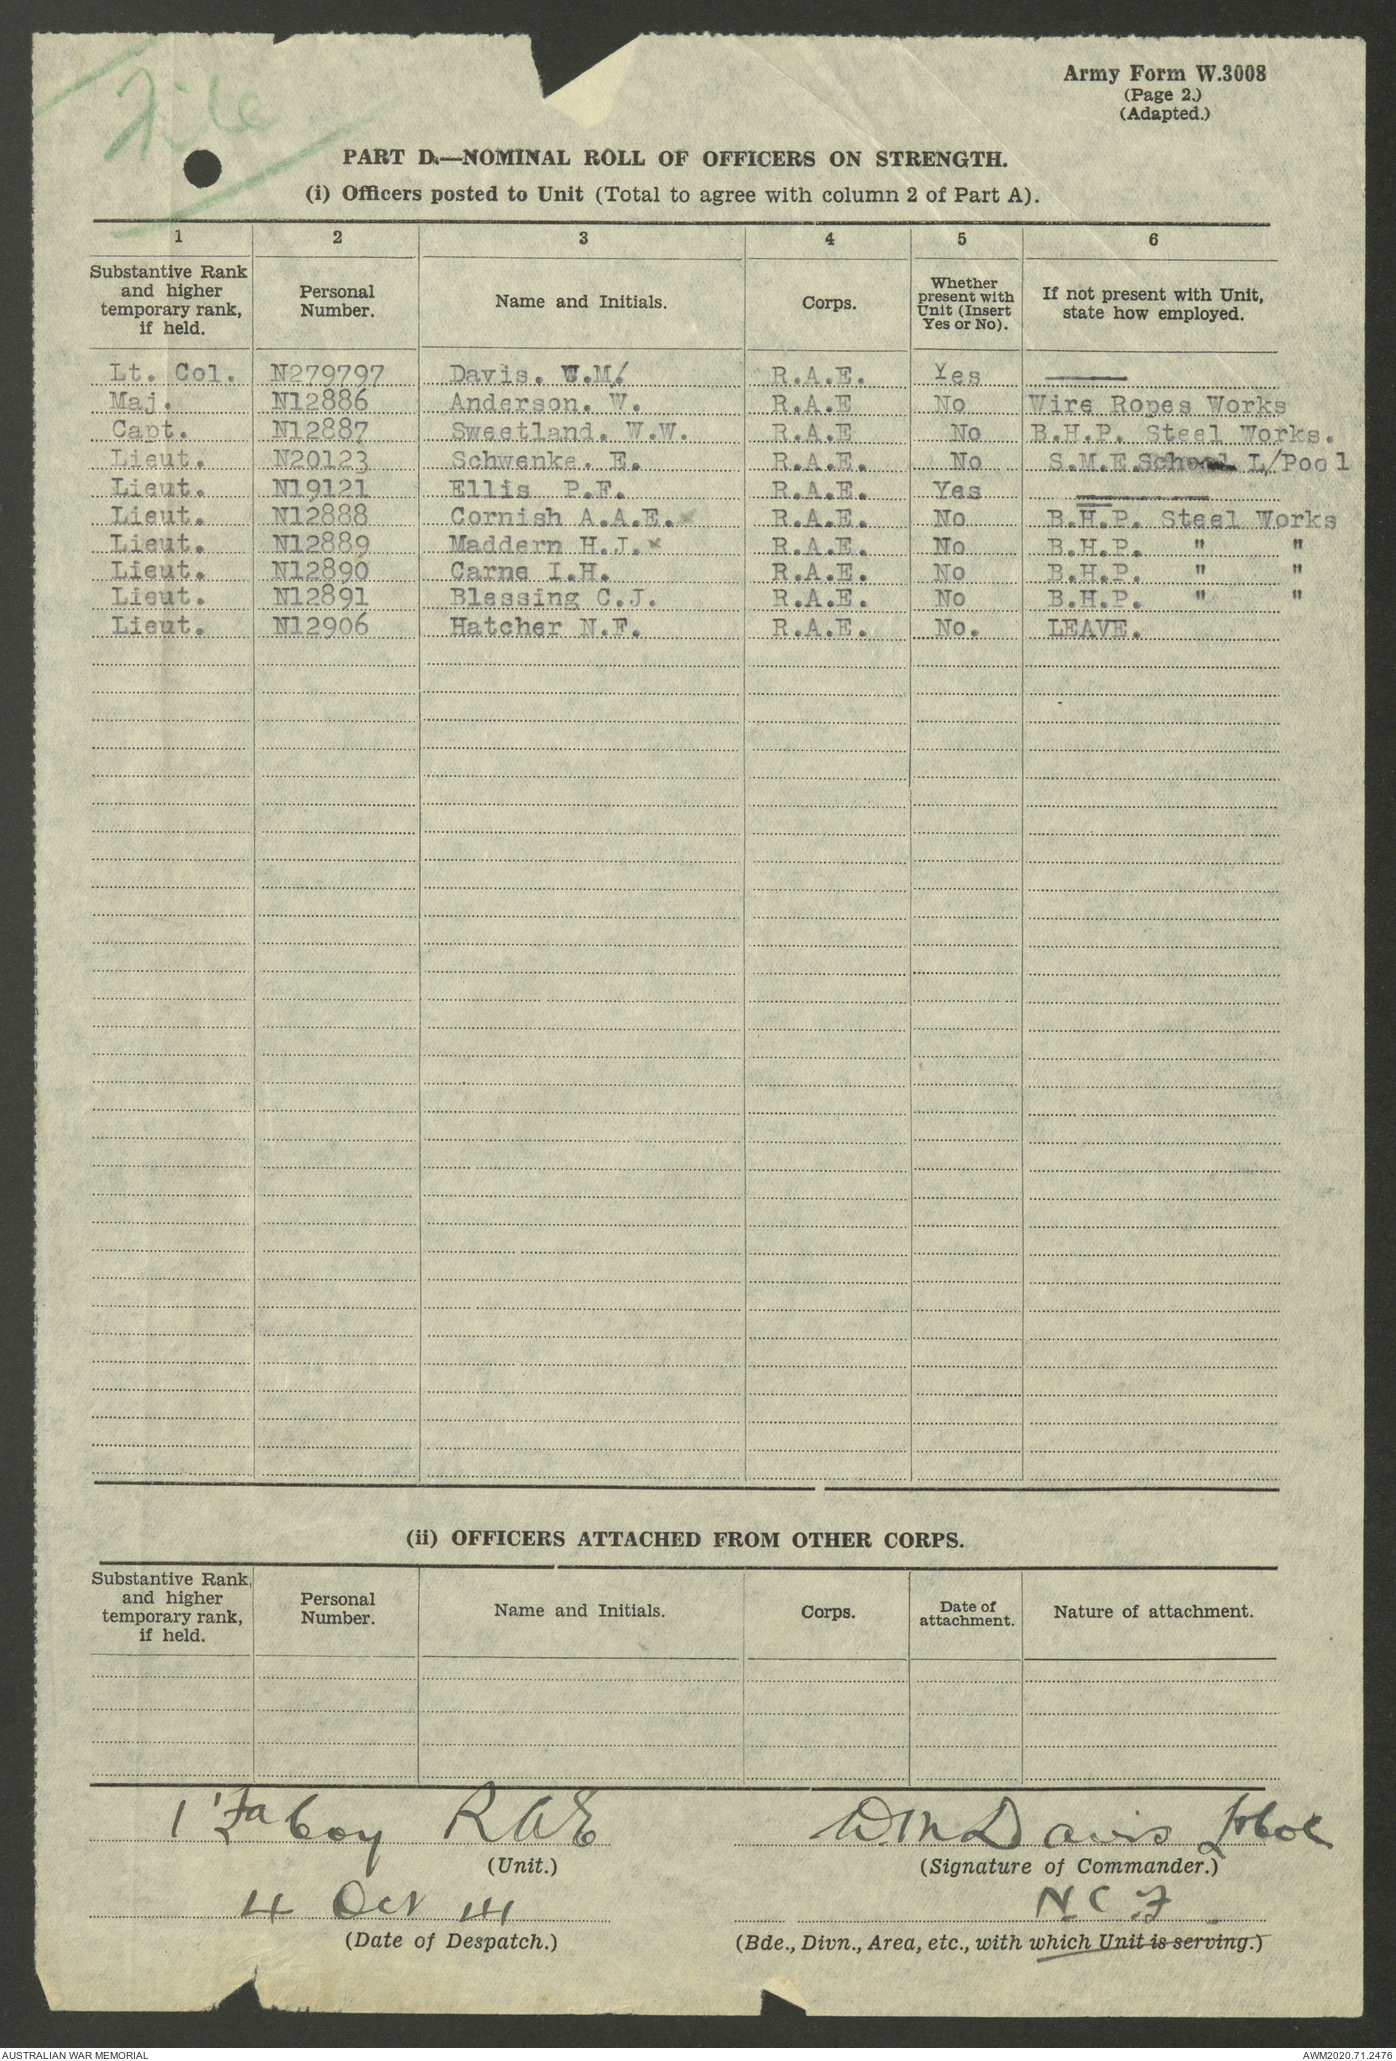 File
Army Form W.3008
(Page 2.)
(Adapted.)
PART D.—NOMINAL ROLL OF OFFICERS ON STRENGTH.
(i) Officers posted to Unit (Total to agree with column 2 of Part A).
1 2 3 4 5 6
Substantive Rank and higher temporary rank, if held. Personal Number. Name and Initials. Corps. Whether present with Unit (Insert Yes or No). If not present with Unit, state how employed.
Lt. Col. N279797 Davis. W.M. R.A.E. Yes ——
Maj. N12886 Anderson. W. R.A.E No Wire Ropes Works
Capt. N12887 Sweetland. W.W. R.A.E No B.H.P. Steel Works.
Lieut. N20123 Schwenke. E. R.A.E. No S.M.E. School L/Pool
Lieut. N19121 Ellis P.F. R.A.E. Yes ——
Lieut. N12888 Cornish A.A.E. x R.A.E. No B.H.P. Steel Works
Lieut. N12889 Maddern H.J. x R.A.E. No B.H.P. " "
Lieut. N12890 Carne I.H. R.A.E. No B.H.P. " "
Lieut. N12891 Blessing C.J. R.A.E. No B.H.P. " "
Lieut. N12906 Hatcher N.F. R.A.E. No. LEAVE.
(ii) OFFICERS ATTACHED FROM OTHER CORPS.
Substantive Rank, and higher temporary rank, if held. Personal Number. Name and Initials. Corps. Date of attachment. Nature of attachment.
Coy RAE WM Davis
(Unit.) (Signature of Commander.)
4 Oct 41 N C F
(Date of Despatch.) (Bde., Divn., Area, etc., with which Unit is serving.)
AUSTRALIAN WAR MEMORIAL AWM2020.71.2476